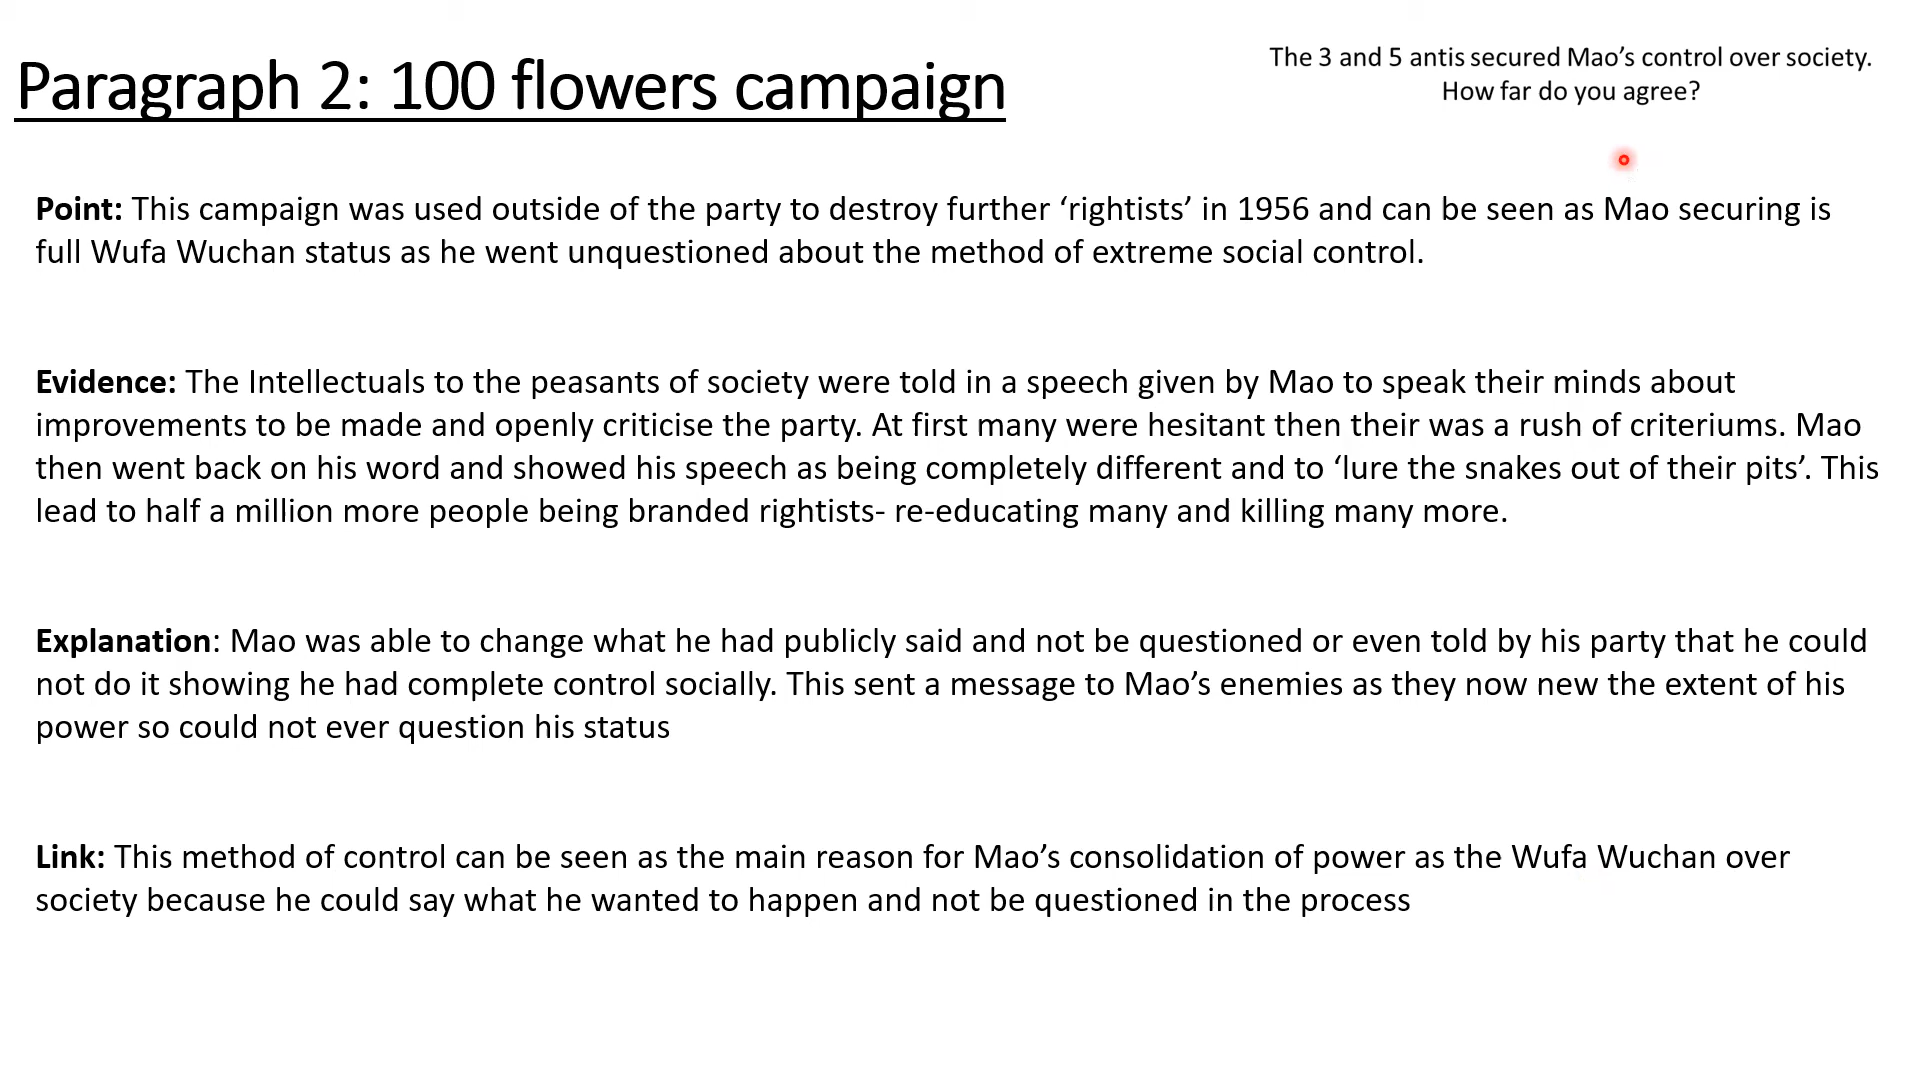 Paragraph 2: 100 flowers campaign
The 3 and 5 antis secured Mao’s control over society.
How far do you agree?
Point: This campaign was used outside of the party to destroy further ‘rightists’ in 1956 and can be seen as Mao securing is
full Wufa Wuchan status as he went unquestioned about the method of extreme social control.
Evidence: The Intellectuals to the peasants of society were told in a speech given by Mao to speak their minds about
improvements to be made and openly criticise the party. At first many were hesitant then their was a rush of criteriums. Mao
then went back on his word and showed his speech as being completely different and to ‘lure the snakes out of their pits’. This
lead to half a million more people being branded rightists- re-educating many and killing many more.
Explanation: Mao was able to change what he had publicly said and not be questioned or even told by his party that he could
not do it showing he had complete control socially. This sent a message to Mao’s enemies as they now new the extent of his
power so could not ever question his status
Link: This method of control can be seen as the main reason for Mao’s consolidation of power as the Wufa Wuchan over
society because he could say what he wanted to happen and not be questioned in the process